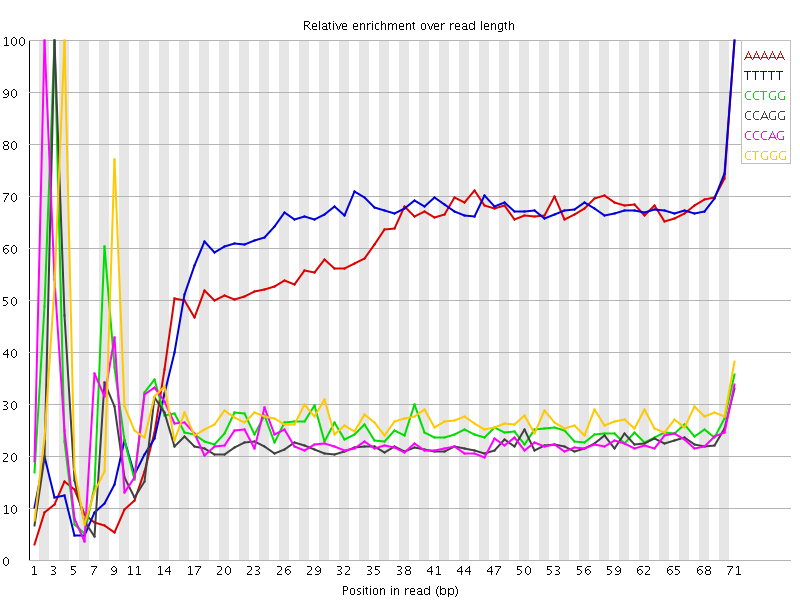 Relative enrichment over read length
100
90
80
70
60
50
40
30
20
10
0
AAAAA
TTTTT
CCTGG
CCAGG
CCCAG
CTGGG
1 2 3 5 7 9 11 14 17 20 23 26 29 32 35 38 41 44 47 50 53 56 59 62 65 68 71
Position in read (bp)